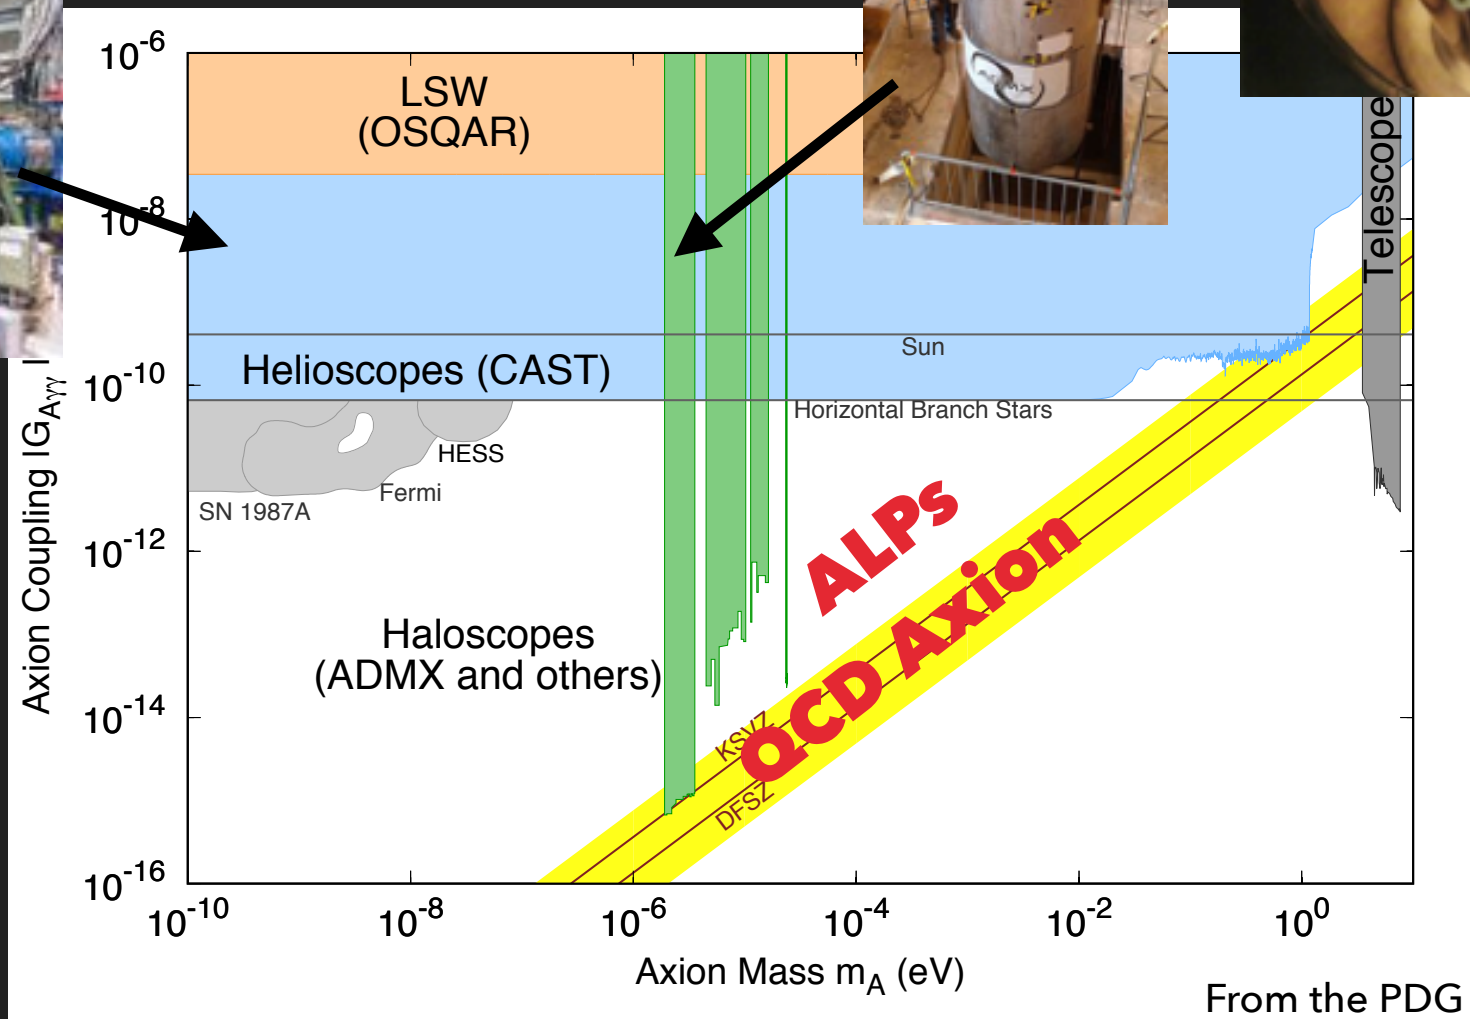 10-6
LSW
(OSQAR)
10-8
Telescope
Sun
Helioscopes (CAST)
10-10
Horizontal Branch Stars
HESS
Fermi
SN 1987A
ALPs
10-12
QCD Axion
Haloscopes
(ADMX and others)
10-14
KSVZ
DFSZ
10-16
Axion Coupling |GAγγ |
10-10
10-8
10-6
10-4
10-2
100
Axion Mass mA (eV)
From the PDG